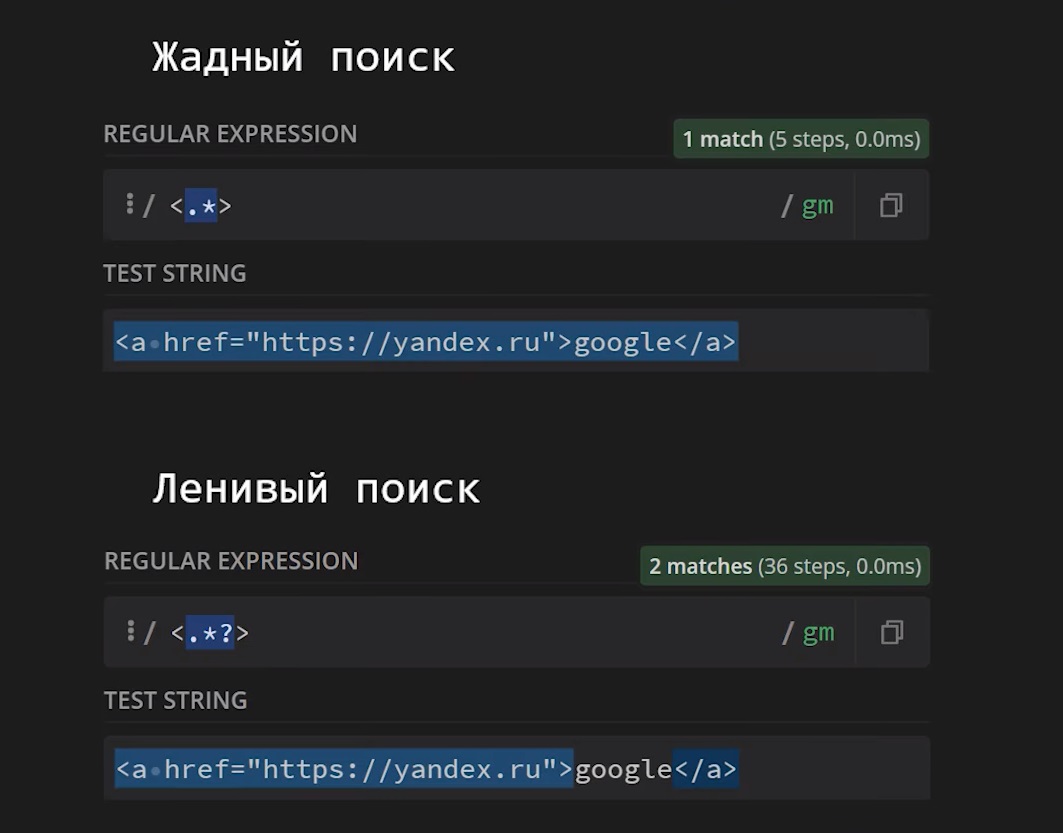 Жадный поиск
REGULAR EXPRESSION
1 match (5 steps, 0.0ms)
/ <.*> / gm
TEST STRING
<a href="https://yandex.ru">google</a>
Ленивый поиск
REGULAR EXPRESSION
2 matches (36 steps, 0.0ms)
/ <.*?> / gm
TEST STRING
<a href="https://yandex.ru">google</a>